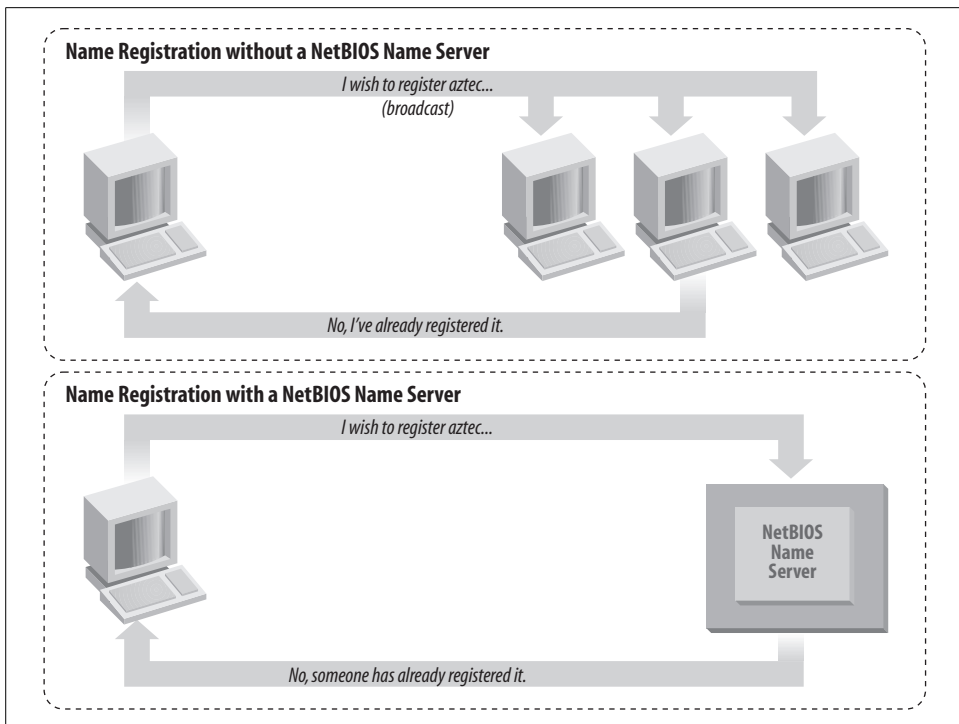 Name Registration without a NetBIOS Name Server
I wish to register aztec...
(broadcast)
No, I've already registered it.
Name Registration with a NetBIOS Name Server
I wish to register aztec...
NetBIOS
Name
Server
No, someone has already registered it.